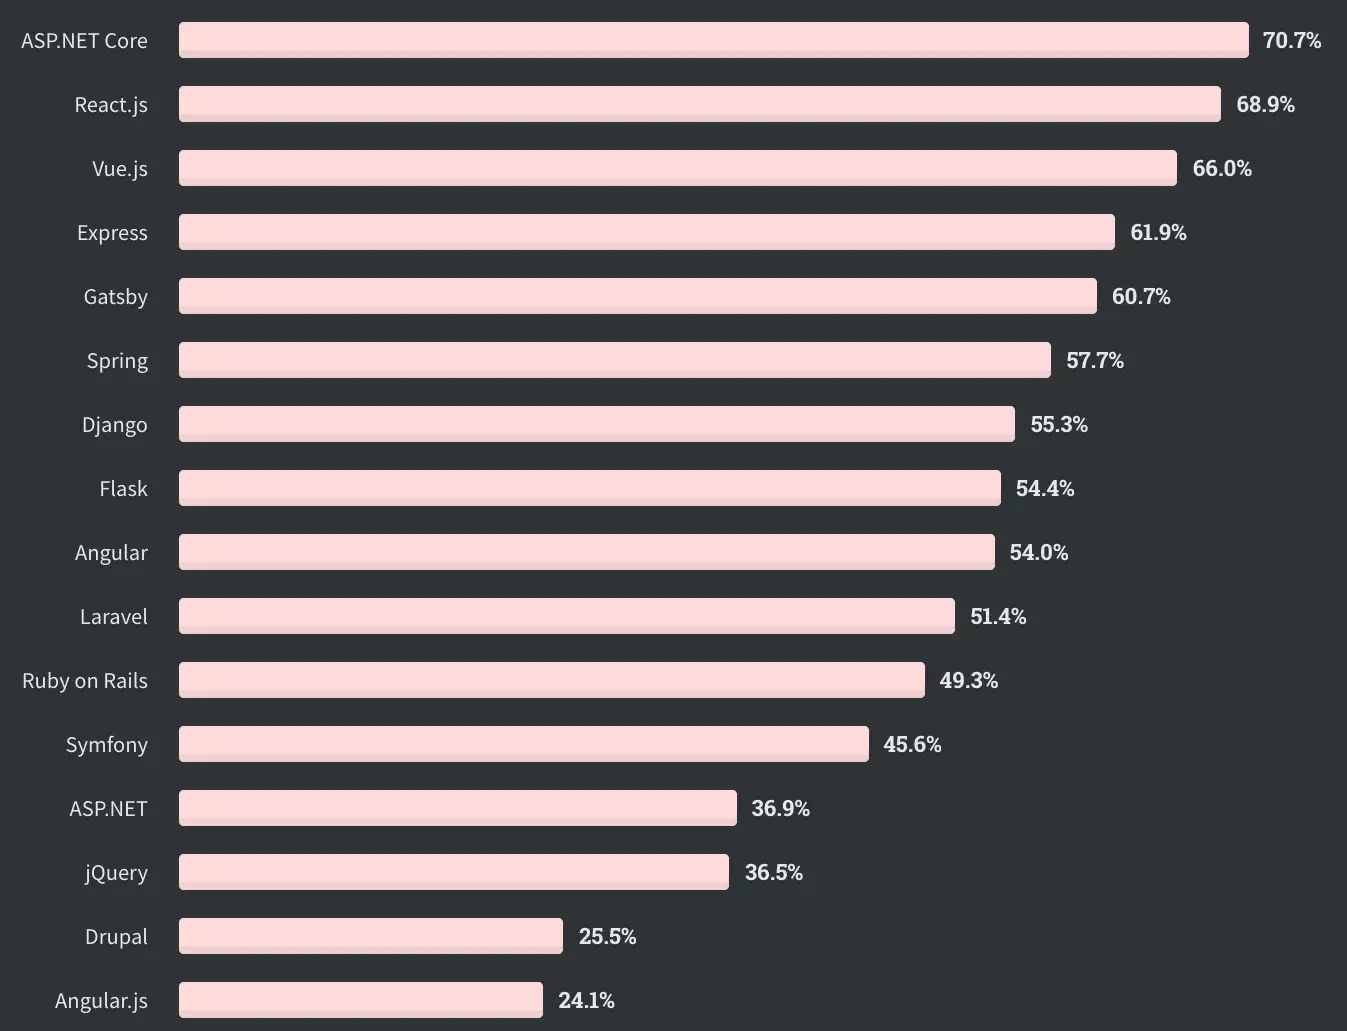 ASP.NET Core 70.7%
React.js 68.9%
Vue.js 66.0%
Express 61.9%
Gatsby 60.7%
Spring 57.7%
Django 55.3%
Flask 54.4%
Angular 54.0%
Laravel 51.4%
Ruby on Rails 49.3%
Symfony 45.6%
ASP.NET 36.9%
jQuery 36.5%
Drupal 25.5%
Angular.js 24.1%